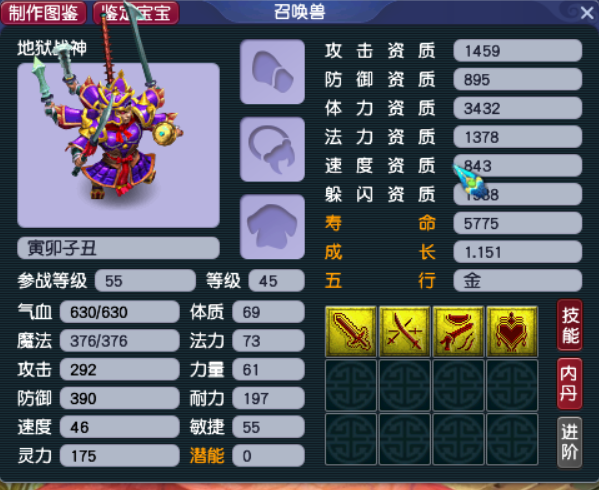 制作图鉴 鉴定宝宝 召唤兽
地狱战神
寅卯子丑
参战等级 55 等级 45
气血 630/630 体质 69
魔法 376/376 法力 73
攻击 292 力量 61
防御 390 耐力 197
速度 46 敏捷 55
灵力 175 潜能 0
攻击资质 1459
防御资质 895
体力资质 3432
法力资质 1378
速度资质 843
躲闪资质
寿命 5775
成长 1.151
五行 金
技能
内丹
进阶